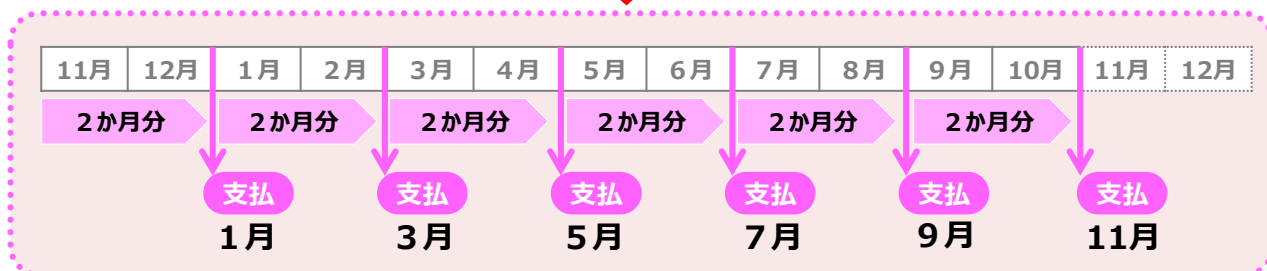 11月 12月 1月 2月 3月 4月 5月 6月 7月 8月 9月 10月 11月 12月
2か月分 2か月分 2か月分 2か月分 2か月分 2か月分
支払 支払 支払 支払 支払 支払
1月 3月 5月 7月 9月 11月